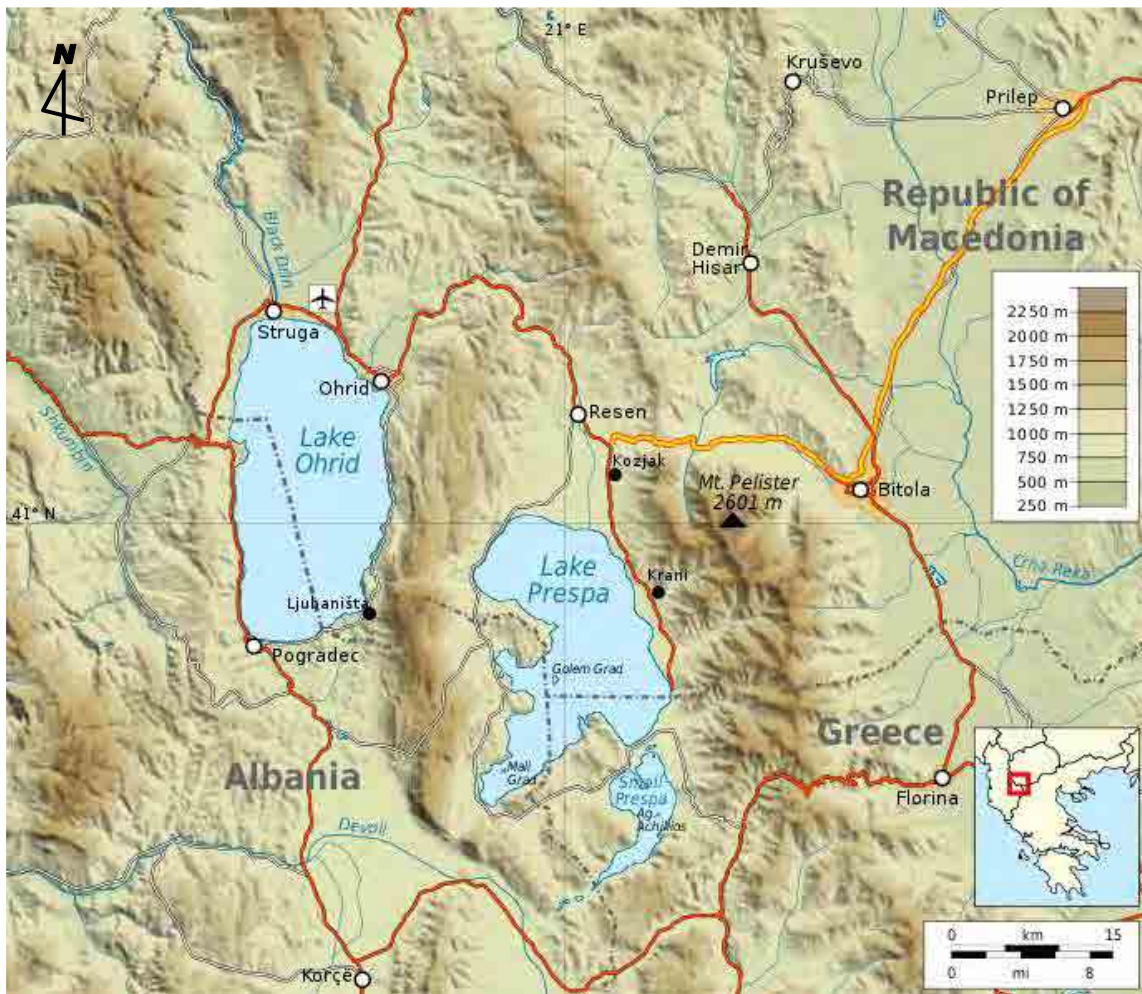 21° E
N
Kruševo
Prilep
Republic of
Macedonia
Black Drin
Demir
Hisar
2250 m
2000 m
1750 m
1500 m
1250 m
1000 m
750 m
500 m
250 m
Struga
Ohrid
Resen
Shkumbin
Lake
Ohrid
Kozjak
Mt. Pelister
2601 m
Bitola
41° N
Lake
Prespa
Krani
Crna Reka
Ljubaništa
Pogradec
Golem Grad
Greece
Albania
Mali
Grad
Small
Prespa
Ag.
Achillios
Florina
Devoll
0 km 15
0 mi 8
Korçë